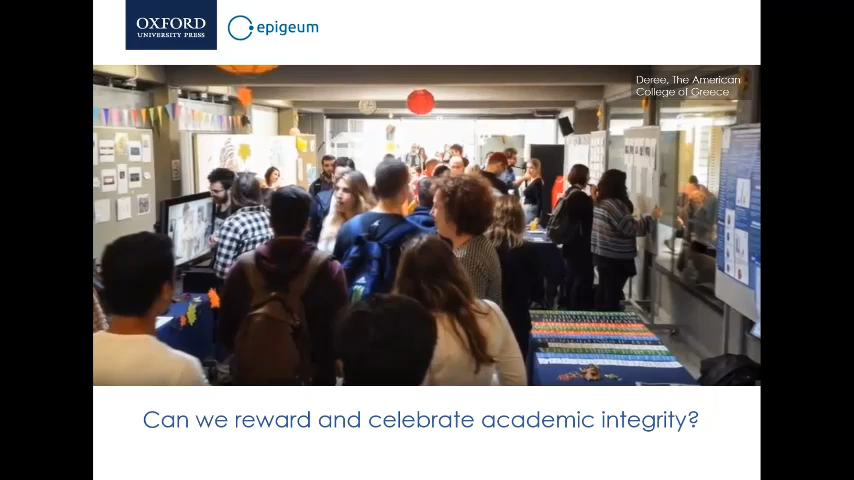 OXFORD
UNIVERSITY PRESS
epigeum
Deree, The American
College of Greece
Can we reward and celebrate academic integrity?